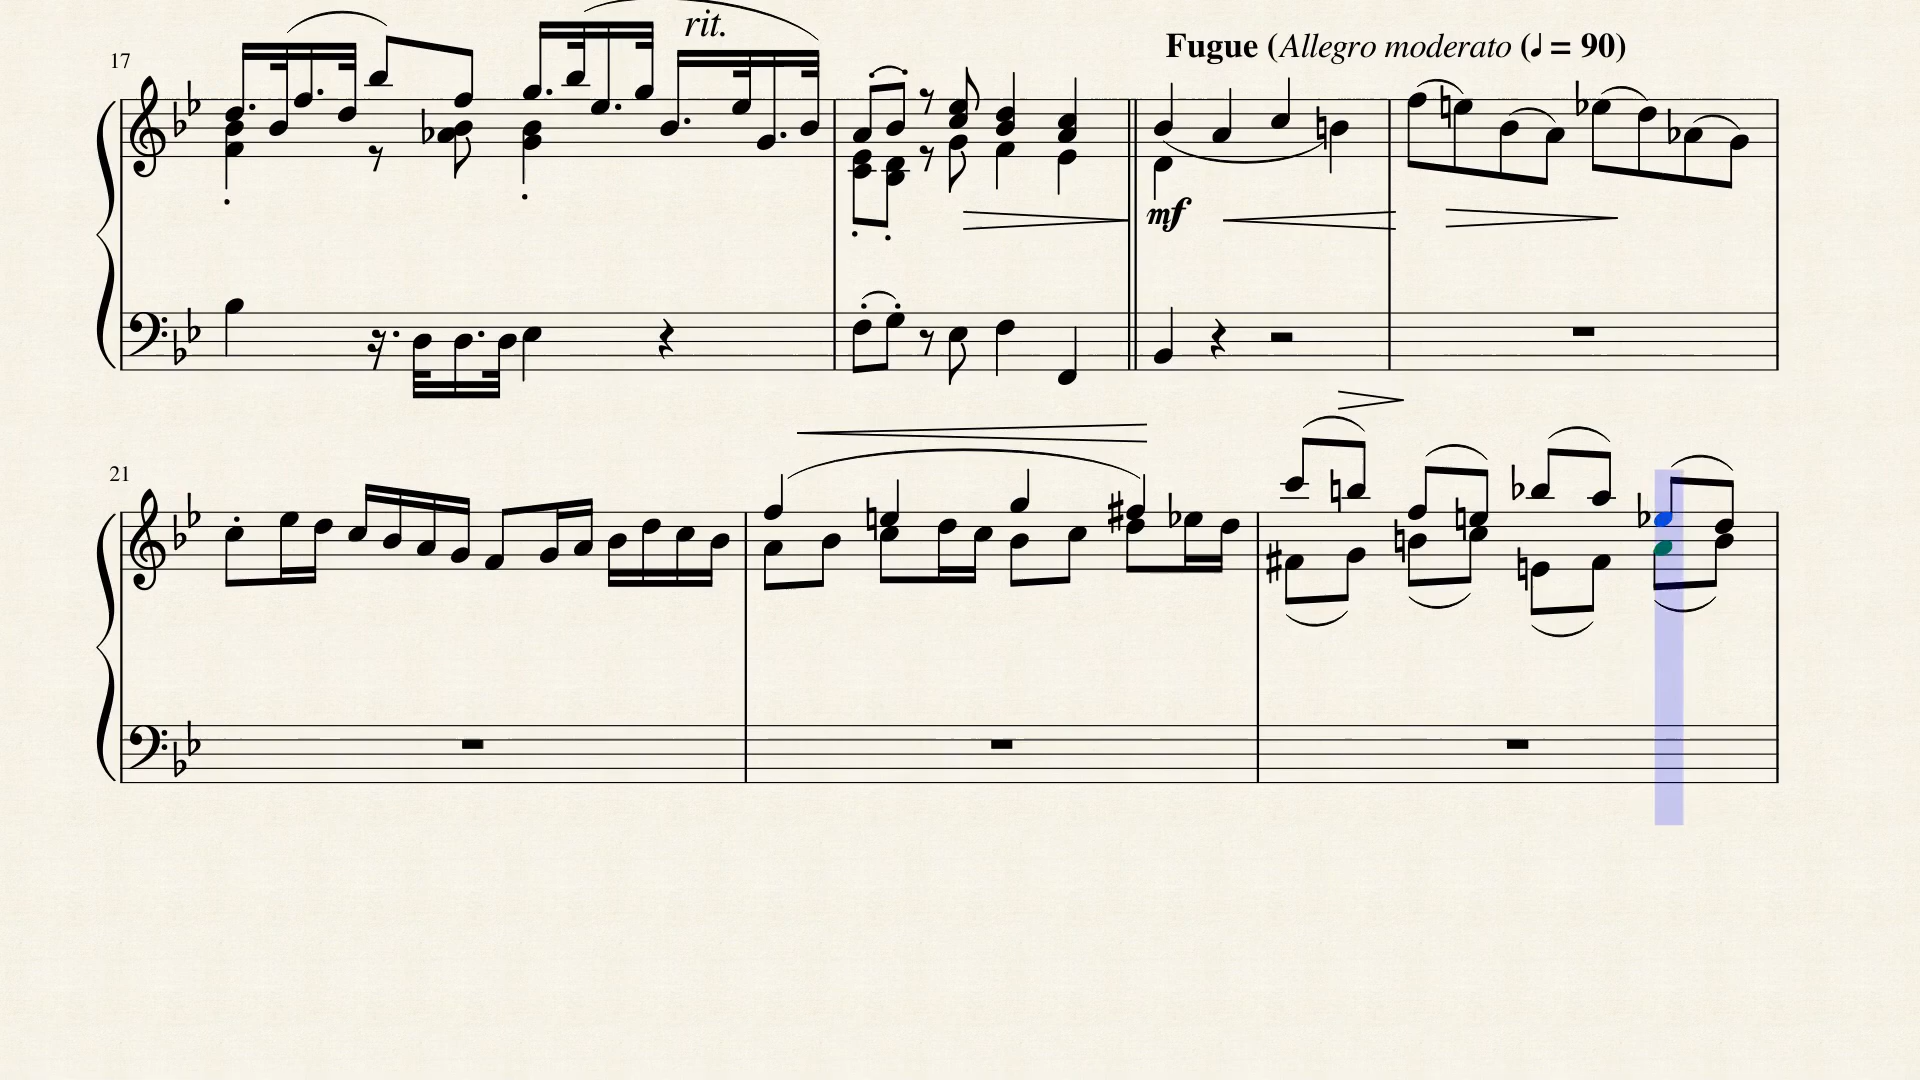 17
rit.
Fugue (Allegro moderato (♩ = 90)
mf
21